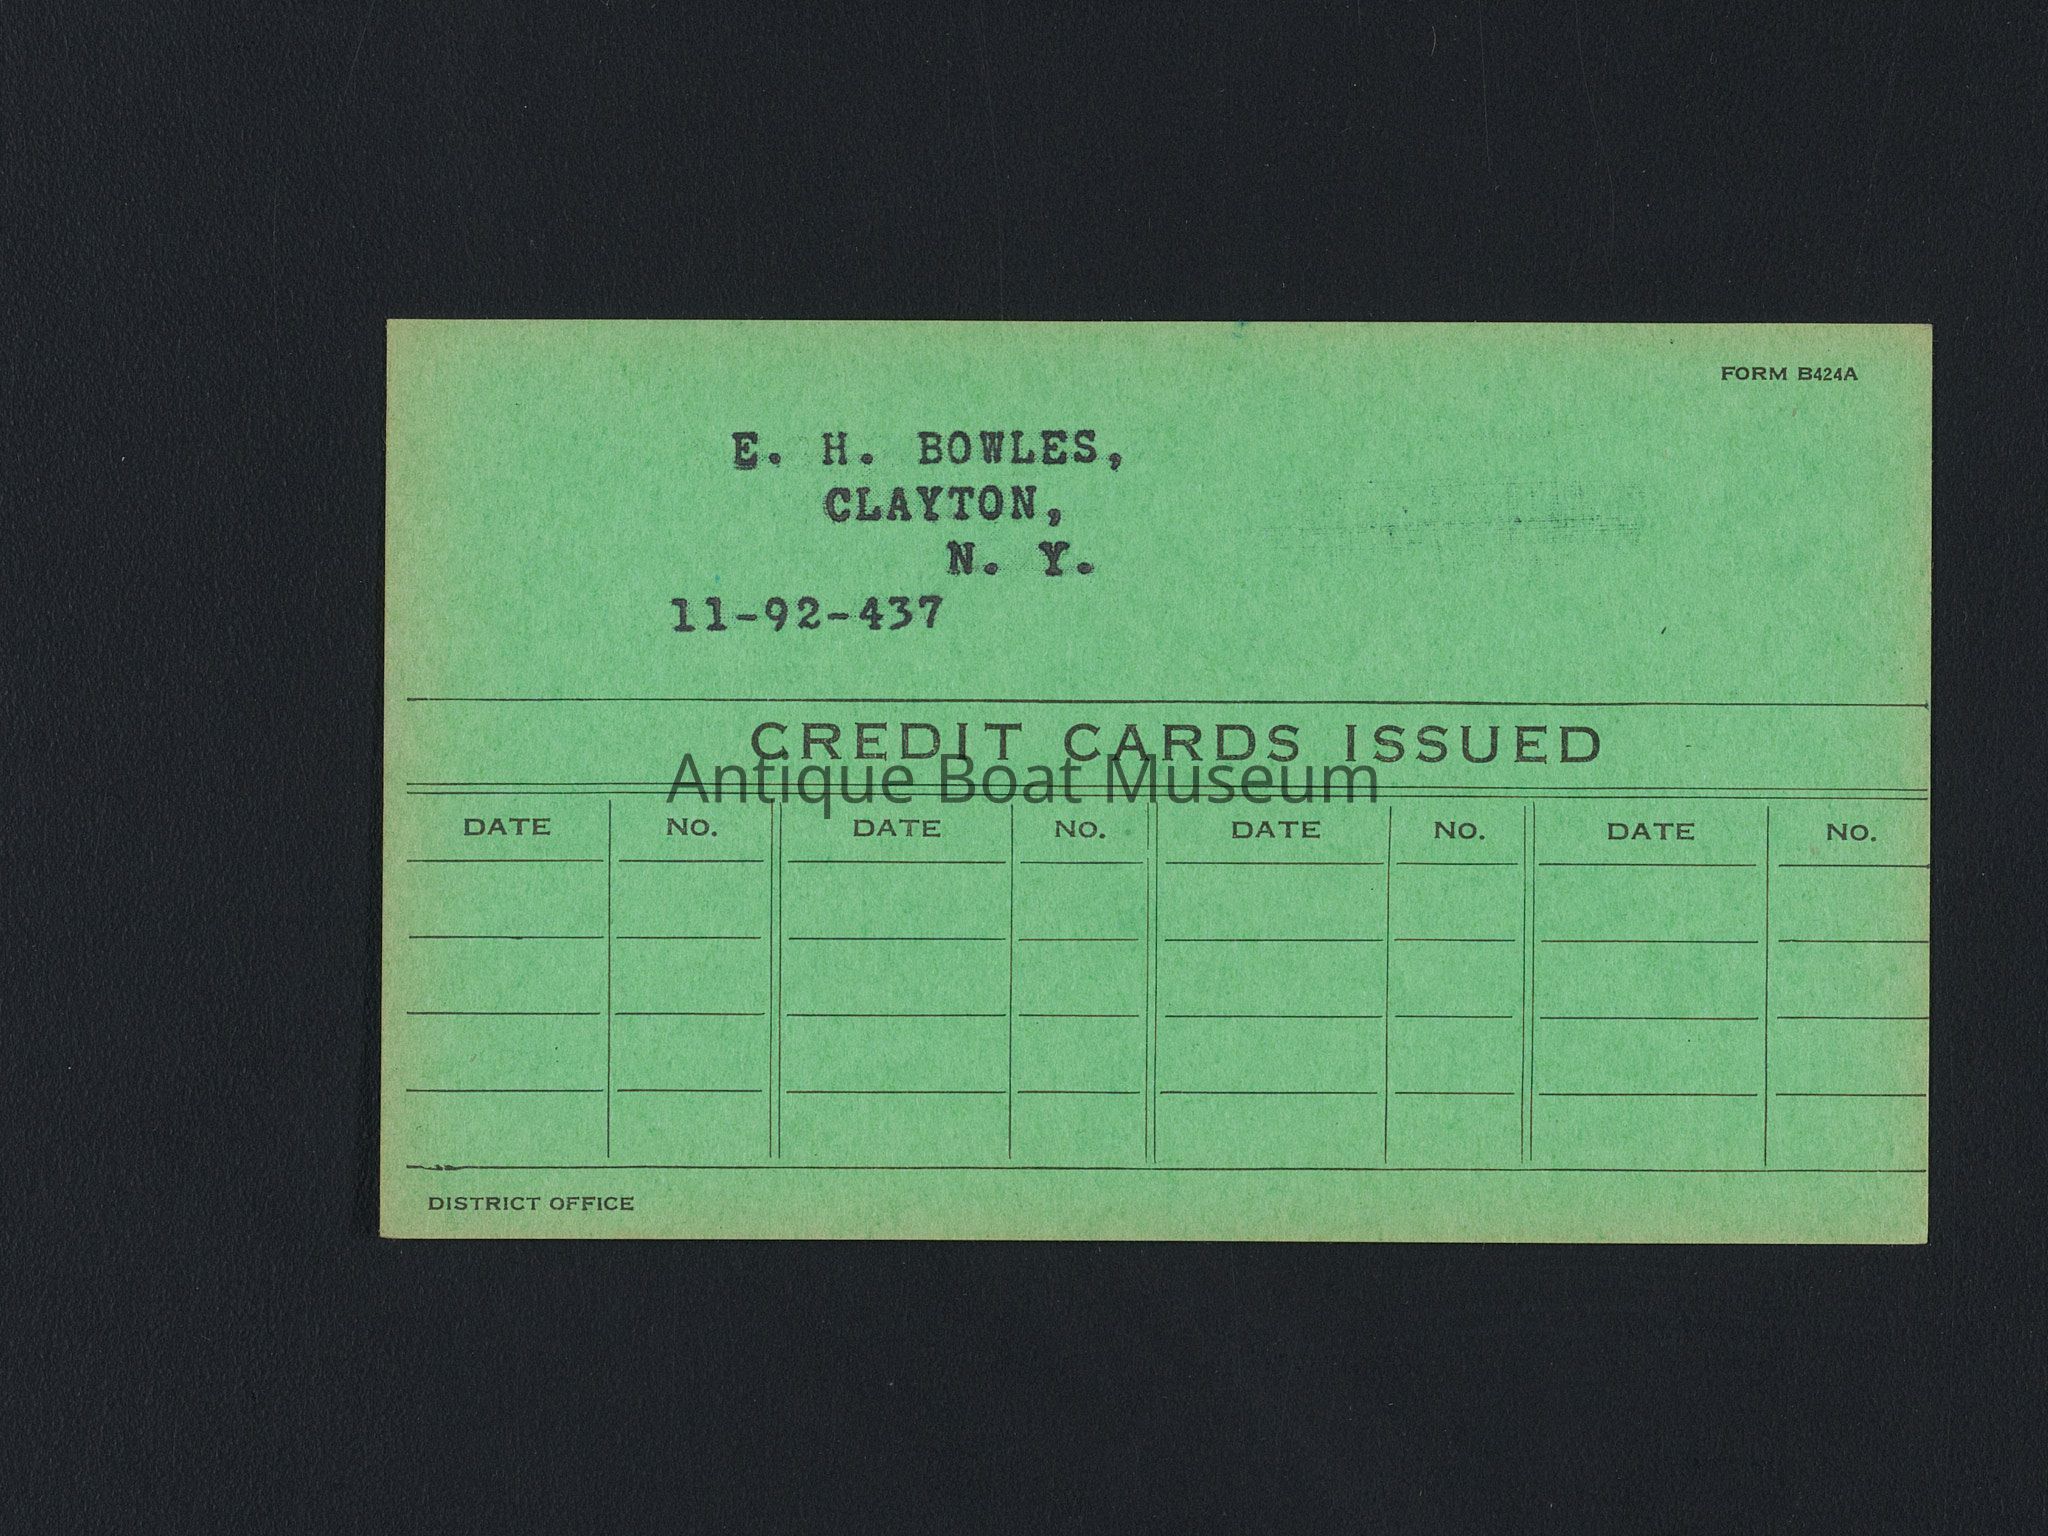 FORM B424A
E. H. BOWLES,
CLAYTON,
N. Y.
11-92-437
CREDIT CARDS ISSUED
Antique Boat Museum
DATE NO. DATE NO. DATE NO. DATE NO.
DISTRICT OFFICE